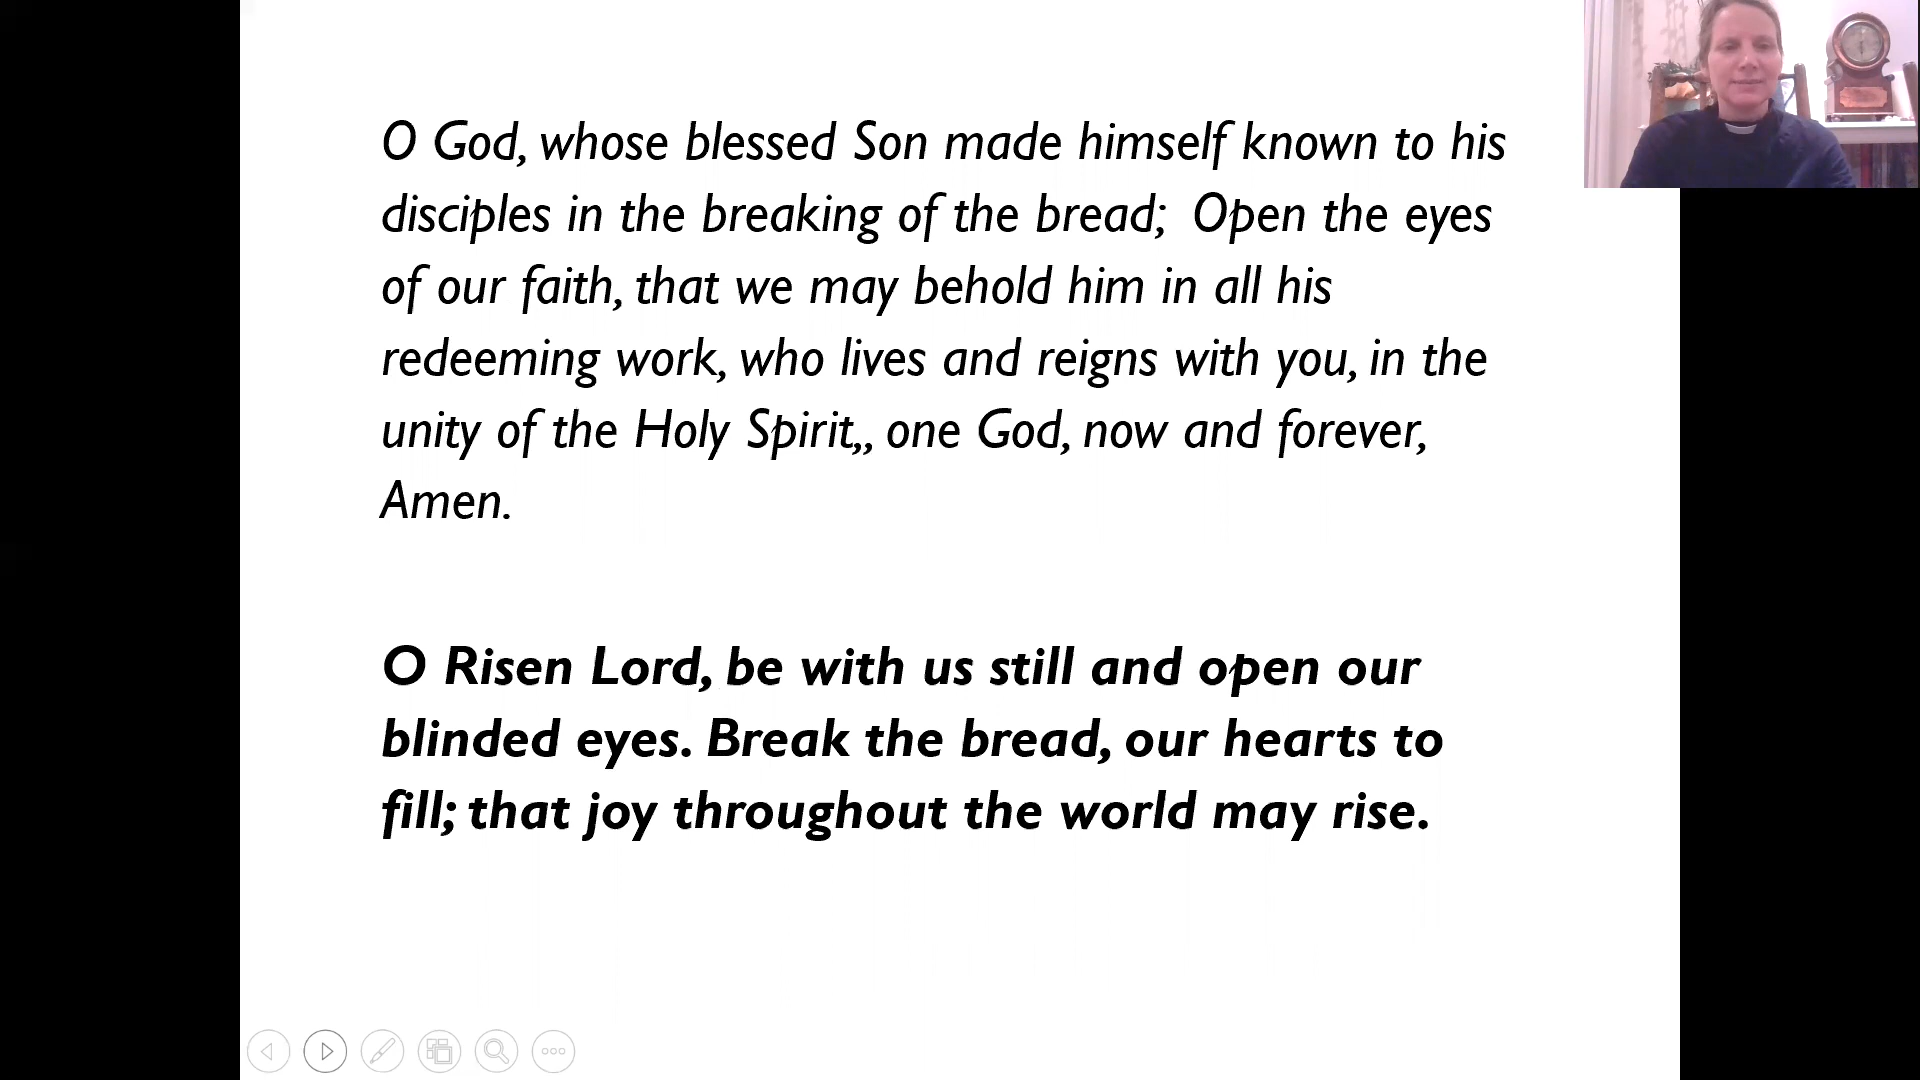 O God, whose blessed Son made himself known to his
disciples in the breaking of the bread;  Open the eyes
of our faith, that we may behold him in all his
redeeming work, who lives and reigns with you, in the
unity of the Holy Spirit,, one God, now and forever,
Amen.
O Risen Lord, be with us still and open our
blinded eyes. Break the bread, our hearts to
fill; that joy throughout the world may rise.